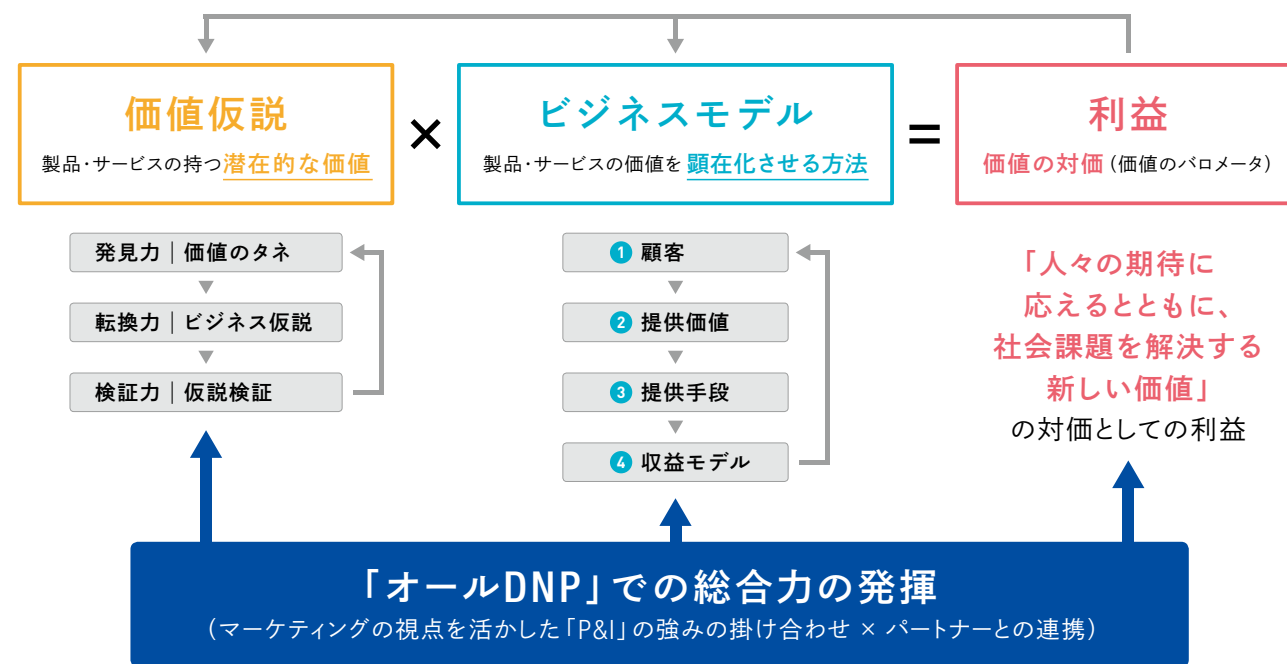 価値仮説
製品・サービスの持つ潜在的な価値
×
ビジネスモデル
製品・サービスの価値を顕在化させる方法
=
利益
価値の対価(価値のバロメータ)
発見力｜価値のタネ
転換力｜ビジネス仮説
検証力｜仮説検証
1 顧客
2 提供価値
3 提供手段
4 収益モデル
「人々の期待に
応えるとともに、
社会課題を解決する
新しい価値」
の対価としての利益
「オールDNP」での総合力の発揮
(マーケティングの視点を活かした「P&I」の強みの掛け合わせ × パートナーとの連携)